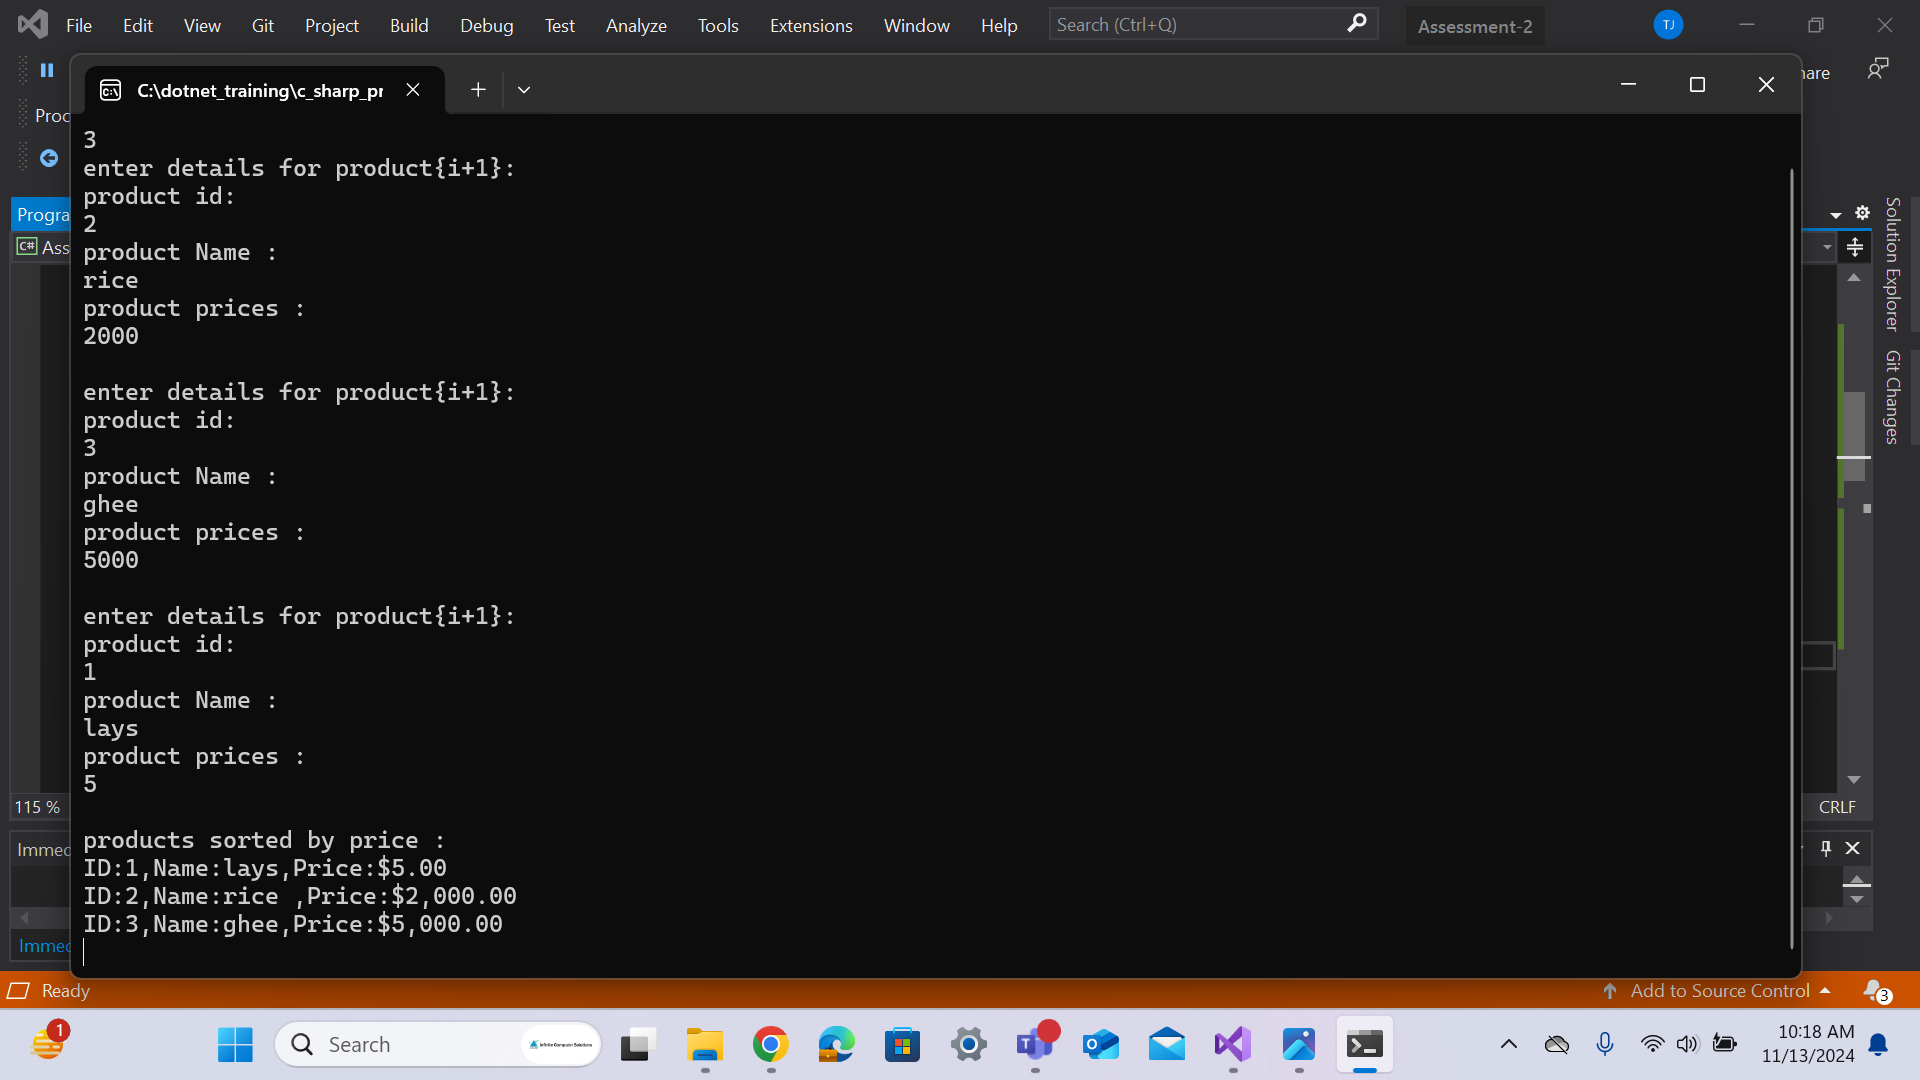 File Edit View Git Project Build Debug Test Analyze Tools Extensions Window Help Search (Ctrl+Q) Assessment-2 TJ
C:\dotnet_training\c_sharp_pr
hare
Proc
3
enter details for product{i+1}:
product id:
2
product Name :
rice
product prices :
2000
enter details for product{i+1}:
product id:
3
product Name :
ghee
product prices :
5000
enter details for product{i+1}:
product id:
1
product Name :
lays
product prices :
5
products sorted by price :
ID:1,Name:lays,Price:$5.00
ID:2,Name:rice ,Price:$2,000.00
ID:3,Name:ghee,Price:$5,000.00
Progra
C# Ass
115 %
Immed
Immed
Solution Explorer
Git Changes
CRLF
Ready
Add to Source Control
3
1
Search
Infinite Computer Solutions
10:18 AM
11/13/2024